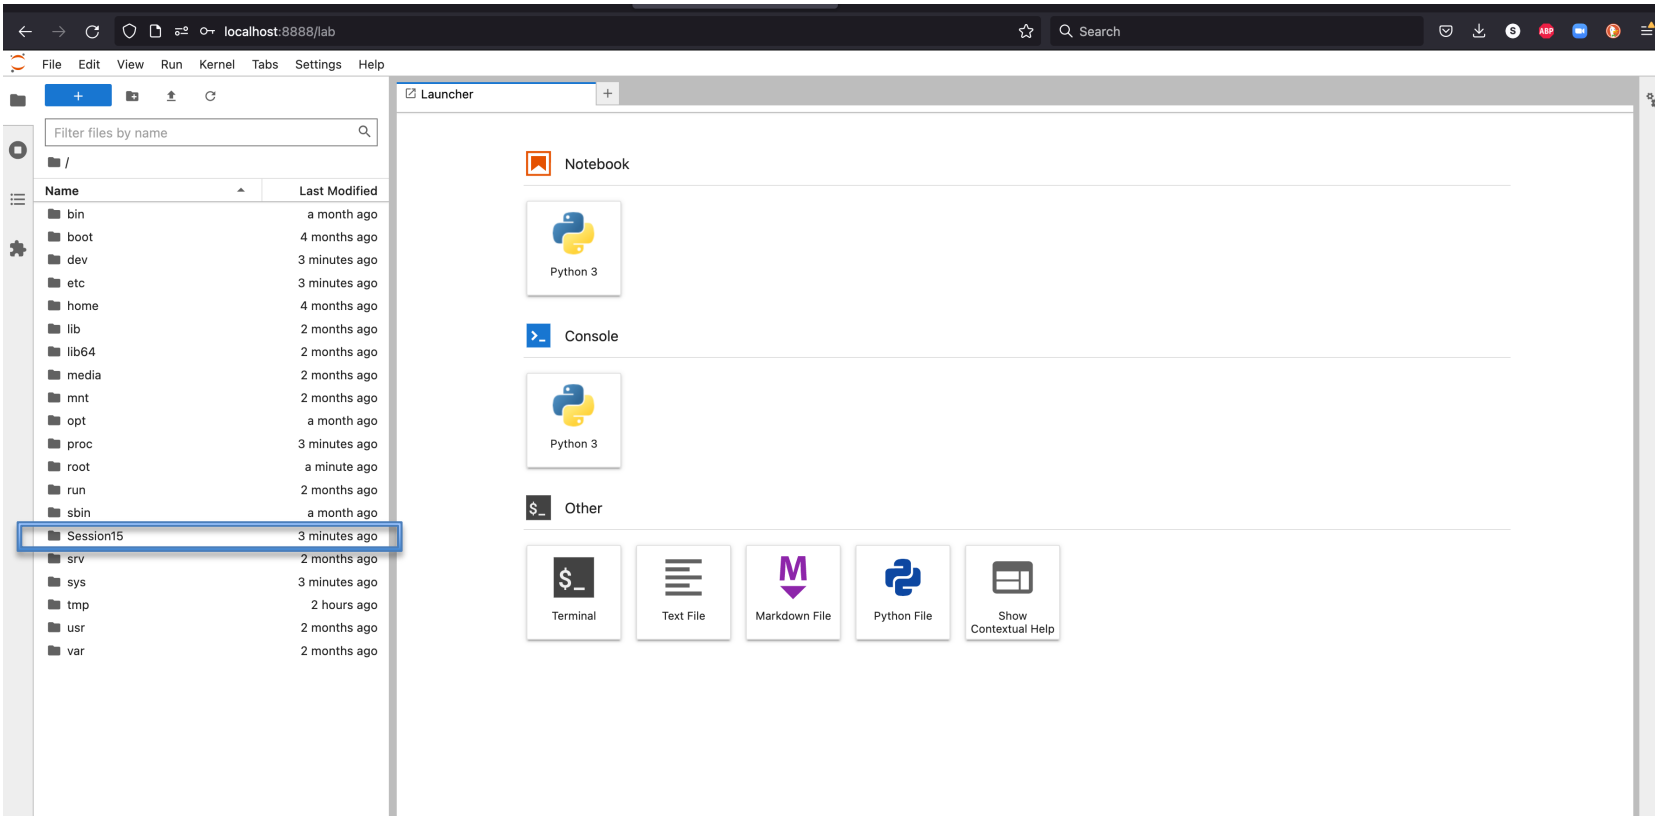 localhost:8888/lab
Search
S
ABP
File Edit View Run Kernel Tabs Settings Help
+
Launcher
+
Filter files by name
/
Name Last Modified
bin a month ago
boot 4 months ago
dev 3 minutes ago
etc 3 minutes ago
home 4 months ago
lib 2 months ago
lib64 2 months ago
media 2 months ago
mnt 2 months ago
opt a month ago
proc 3 minutes ago
root a minute ago
run 2 months ago
sbin a month ago
Session15 3 minutes ago
srv 2 months ago
sys 3 minutes ago
tmp 2 hours ago
usr 2 months ago
var 2 months ago
Notebook
Python 3
>_ Console
Python 3
$_ Other
$_
M
Terminal
Text File
Markdown File
Python File
Show
Contextual Help